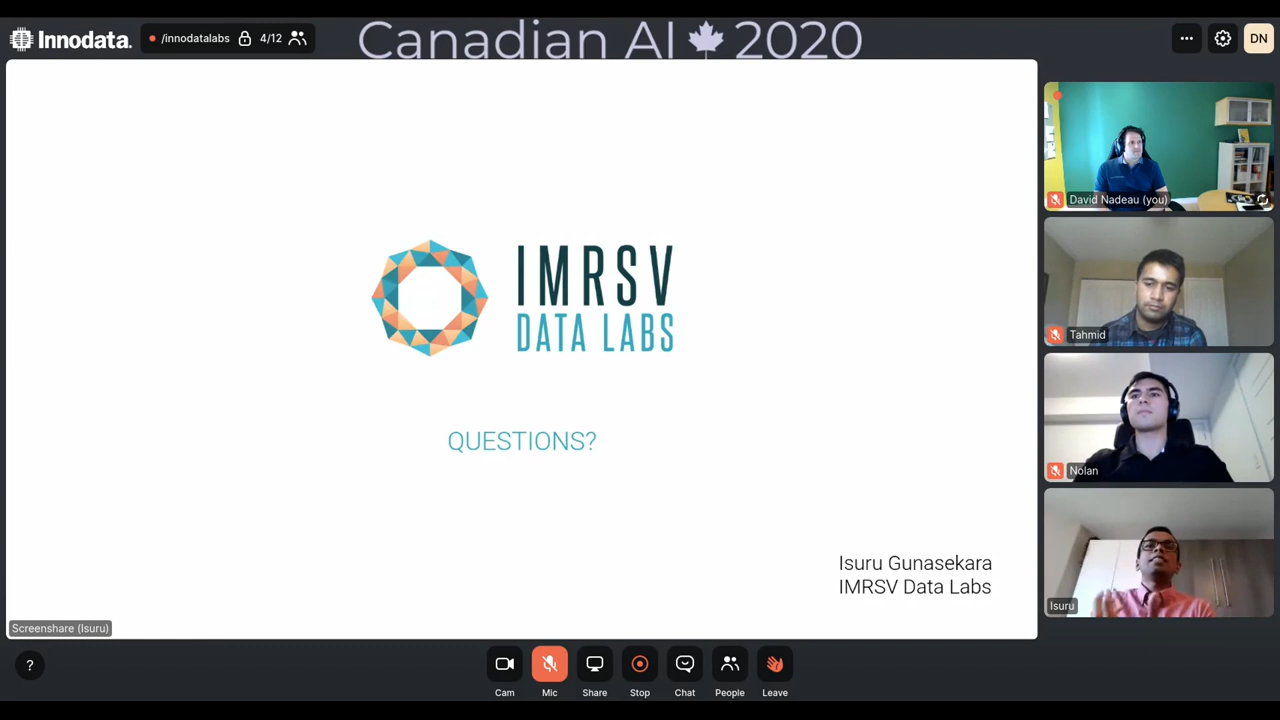 Innodata.
/innodatalabs
4/12
Canadian AI 2020
DN
IMRSV
DATA LABS
QUESTIONS?
Isuru Gunasekara
IMRSV Data Labs
Screenshare (Isuru)
David Nadeau (you)
Tahmid
Nolan
Isuru
?
Cam
Mic
Share
Stop
Chat
People
Leave